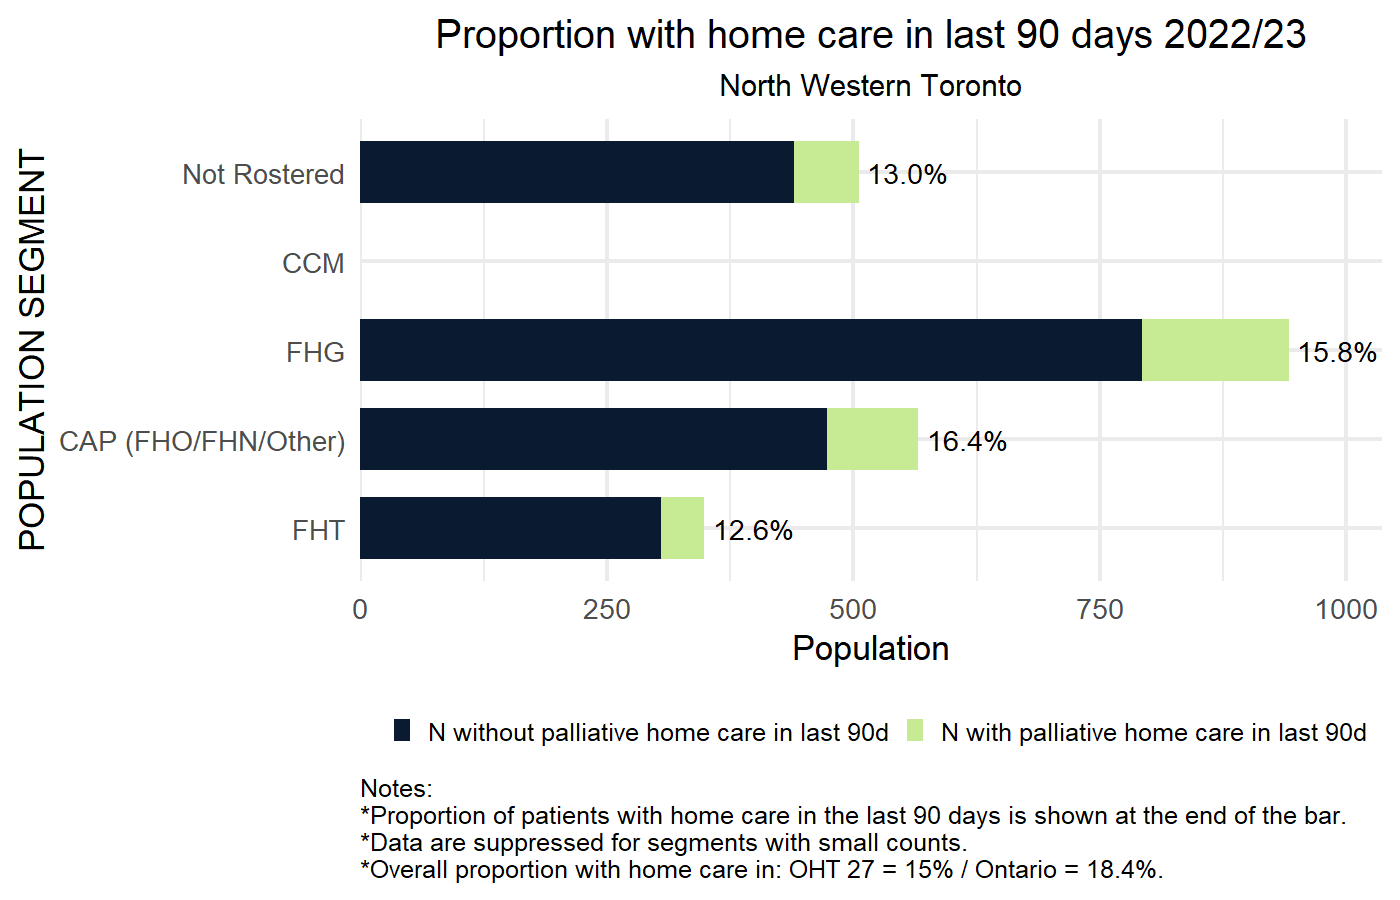 Proportion with home care in last 90 days 2022/23
North Western Toronto
POPULATION SEGMENT
Not Rostered
13.0%
CCM
FHG
15.8%
CAP (FHO/FHN/Other)
16.4%
FHT
12.6%
0
250
500
750
1000
Population
N without palliative home care in last 90d
N with palliative home care in last 90d
Notes:
*Proportion of patients with home care in the last 90 days is shown at the end of the bar.
*Data are suppressed for segments with small counts.
*Overall proportion with home care in: OHT 27 = 15% / Ontario = 18.4%.